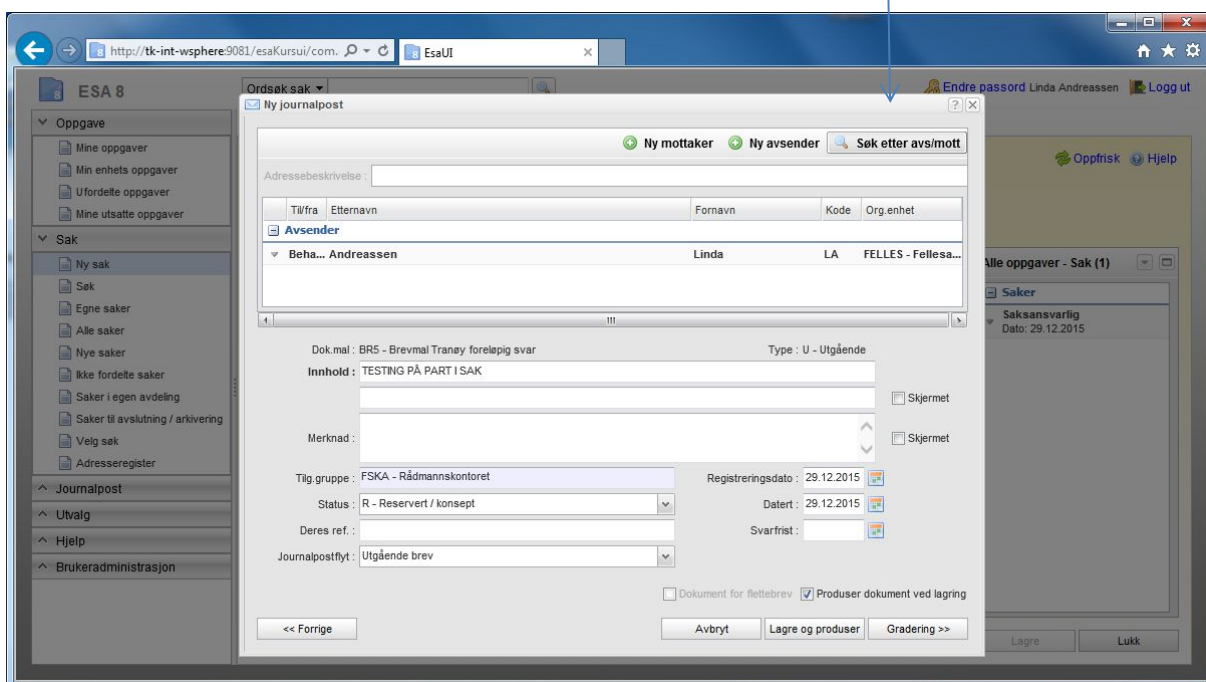 http://tk-int-wsphere:9081/esaKursui/com.
EsaUI
ESA 8
Ordsøk sak
Endre passord Linda Andreassen Logg ut
Oppgave
Mine oppgaver
Min enhets oppgaver
Ufordelte oppgaver
Mine utsatte oppgaver
Sak
Ny sak
Søk
Egne saker
Alle saker
Nye saker
Ikke fordelte saker
Saker i egen avdeling
Saker til avslutning / arkivering
Velg søk
Adresseregister
Journalpost
Utvalg
Hjelp
Brukeradministrasjon
Ny journalpost
Ny mottaker Ny avsender Søk etter avs/mott
Adressebeskrivelse :
Til/fra Etternavn Fornavn Kode Org.enhet
Avsender
Beha... Andreassen Linda LA FELLES - Fellesa...
Dok.mal : BR5 - Brevmal Tranøy foreløpig svar Type : U - Utgående
Innhold : TESTING PÅ PART I SAK
Skjermet
Merknad : Skjermet
Tilg.gruppe : FSKA - Rådmannskontoret Registreringsdato : 29.12.2015
Status : R - Reservert / konsept Datert : 29.12.2015
Deres ref. : Svarfrist :
Journalpostflyt : Utgående brev
Dokument for flettebrev Produser dokument ved lagring
<< Forrige Avbryt Lagre og produser Gradering >>
Oppfrisk Hjelp
Alle oppgaver - Sak (1)
Saker
Saksansvarlig
Dato: 29.12.2015
Lagre Lukk